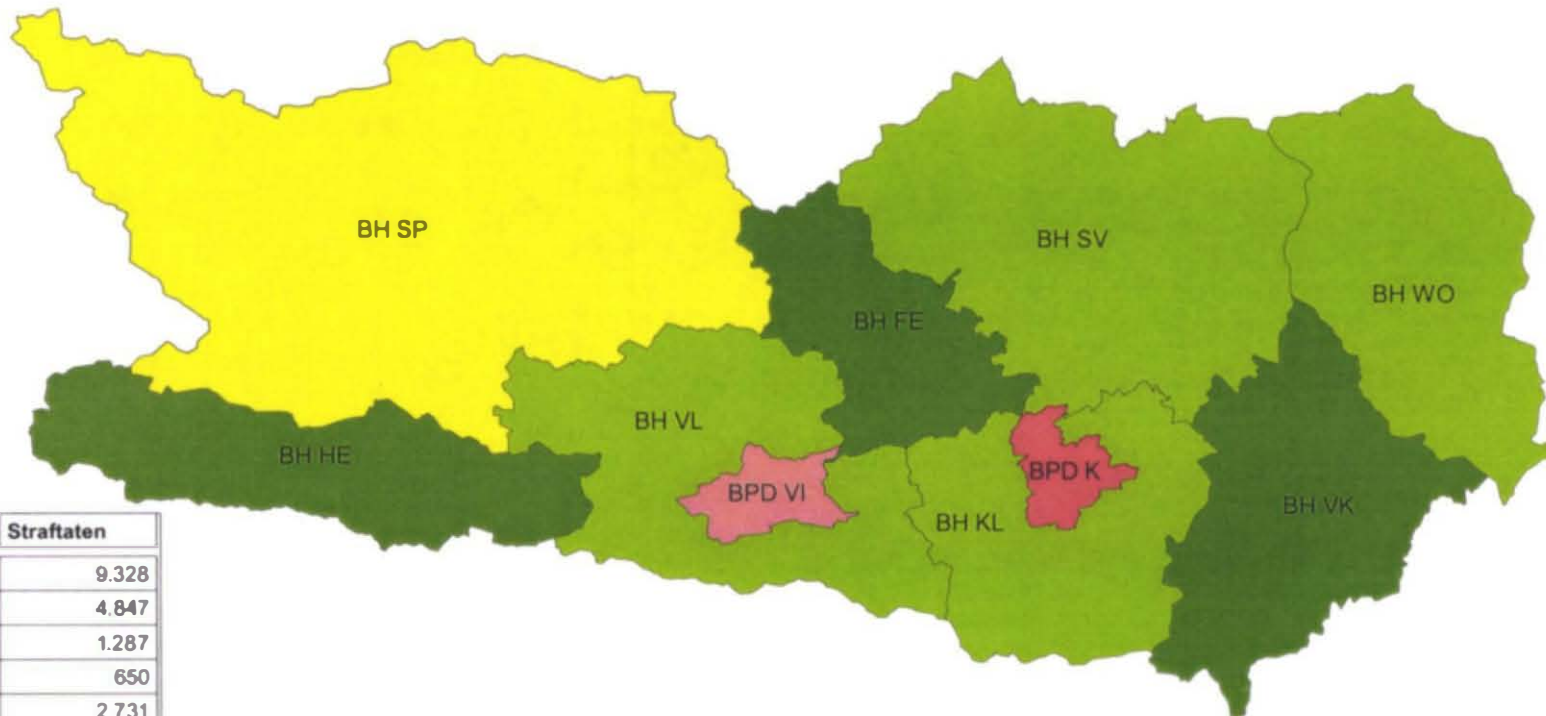 BH SP
BH SV
BH WO
BH FE
BH VL
BH HE
BPD K
BPD VI
BH VK
BH KL
Straftaten
9.328
4.847
1.287
650
2.731